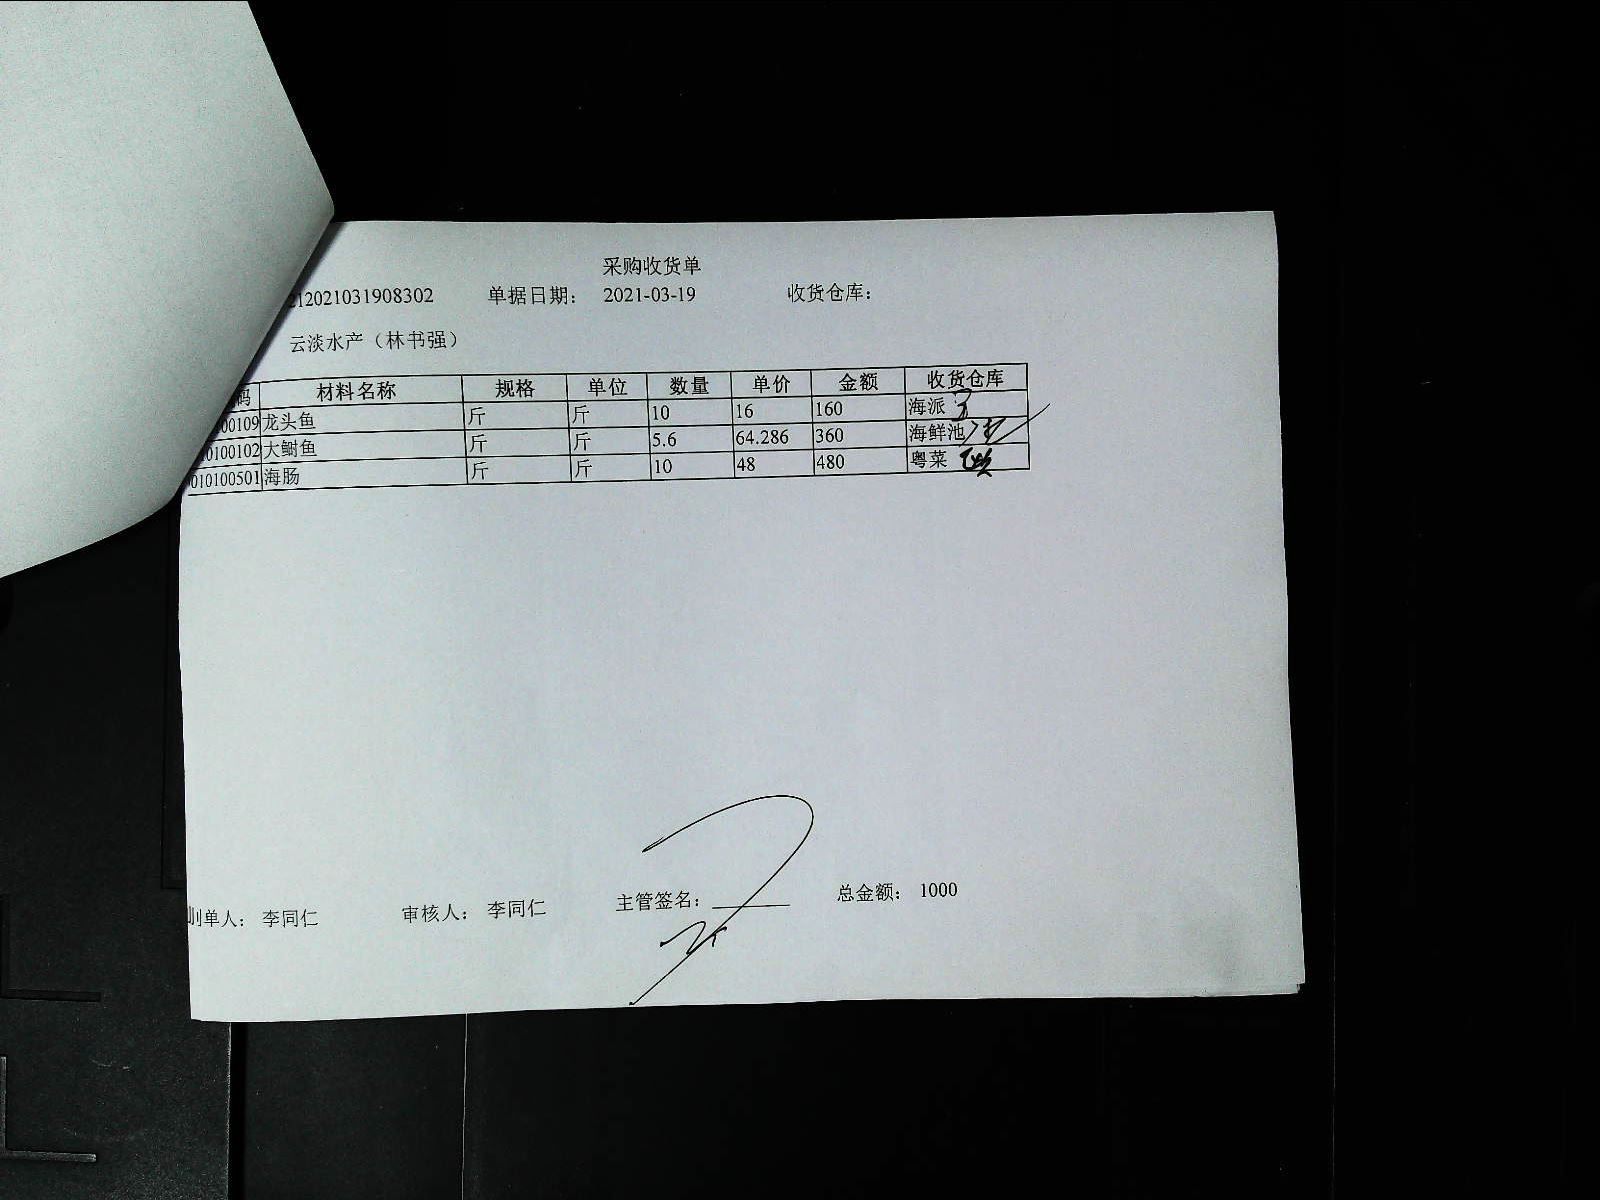 采购收货单
212021031908302 单据日期： 2021-03-19 收货仓库：
云淡水产（林书强）
码 材料名称 规格 单位 数量 单价 金额 收货仓库
00109 龙头鱼 斤 斤 10 16 160 海派
0100102 大鲥鱼 斤 斤 5.6 64.286 360 海鲜池
010100501 海肠 斤 斤 10 48 480 粤菜
制单人： 李同仁 审核人： 李同仁 主管签名：________ 总金额： 1000